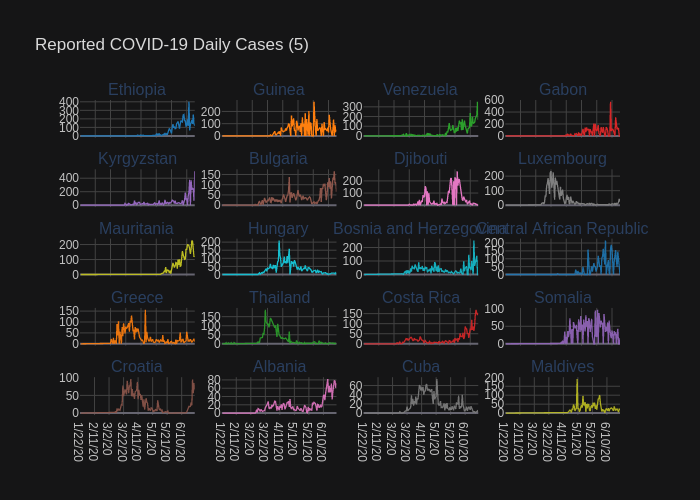 Reported COVID-19 Daily Cases (5)
Ethiopia Guinea Venezuela Gabon
400 300 200 100 0
200 100 0
300 200 100 0
600 400 200 0
Kyrgyzstan Bulgaria Djibouti Luxembourg
400 200 0
150 100 50 0
200 100 0
200 100 0
Mauritania Hungary Bosnia and Herzegovina Central African Republic
200 100 0
200 150 100 50 0
200 100 0
200 150 100 50 0
Greece Thailand Costa Rica Somalia
150 100 50 0
150 100 50 0
150 100 50 0
100 50 0
Croatia Albania Cuba Maldives
100 50 0
80 60 40 20 0
60 40 20 0
200 150 100 50 0
1/22/20 2/11/20 3/2/20 3/22/20 4/11/20 5/1/20 5/21/20 6/10/20
1/22/20 2/11/20 3/2/20 3/22/20 4/11/20 5/1/20 5/21/20 6/10/20
1/22/20 2/11/20 3/2/20 3/22/20 4/11/20 5/1/20 5/21/20 6/10/20
1/22/20 2/11/20 3/2/20 3/22/20 4/11/20 5/1/20 5/21/20 6/10/20